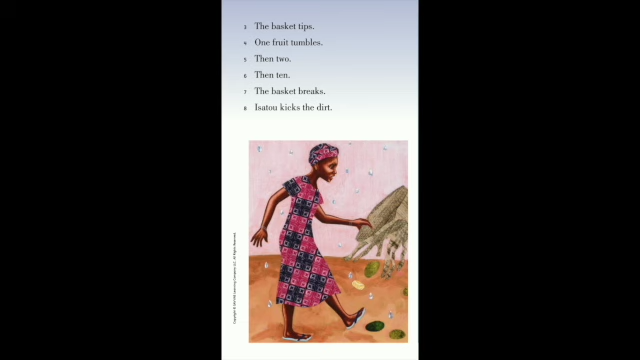 3 The basket tips.
4 One fruit tumbles.
5 Then two.
6 Then ten.
7 The basket breaks.
8 Isatou kicks the dirt.